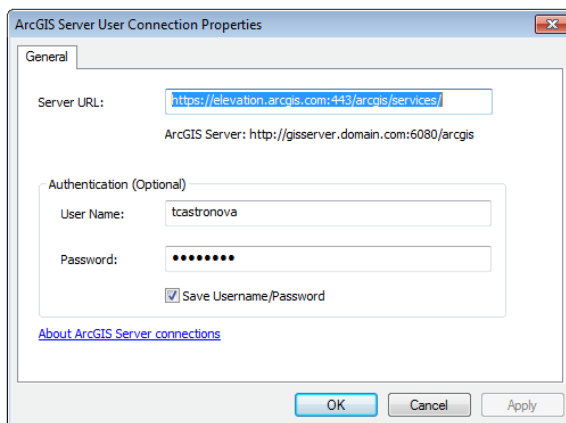 ArcGIS Server User Connection Properties
General
Server URL: https://elevation.arcgis.com:443/arcgis/services/
ArcGIS Server: http://gisserver.domain.com:6080/arcgis
Authentication (Optional)
User Name: tcastronova
Password: ••••••••
Save Username/Password
About ArcGIS Server connections
OK Cancel Apply